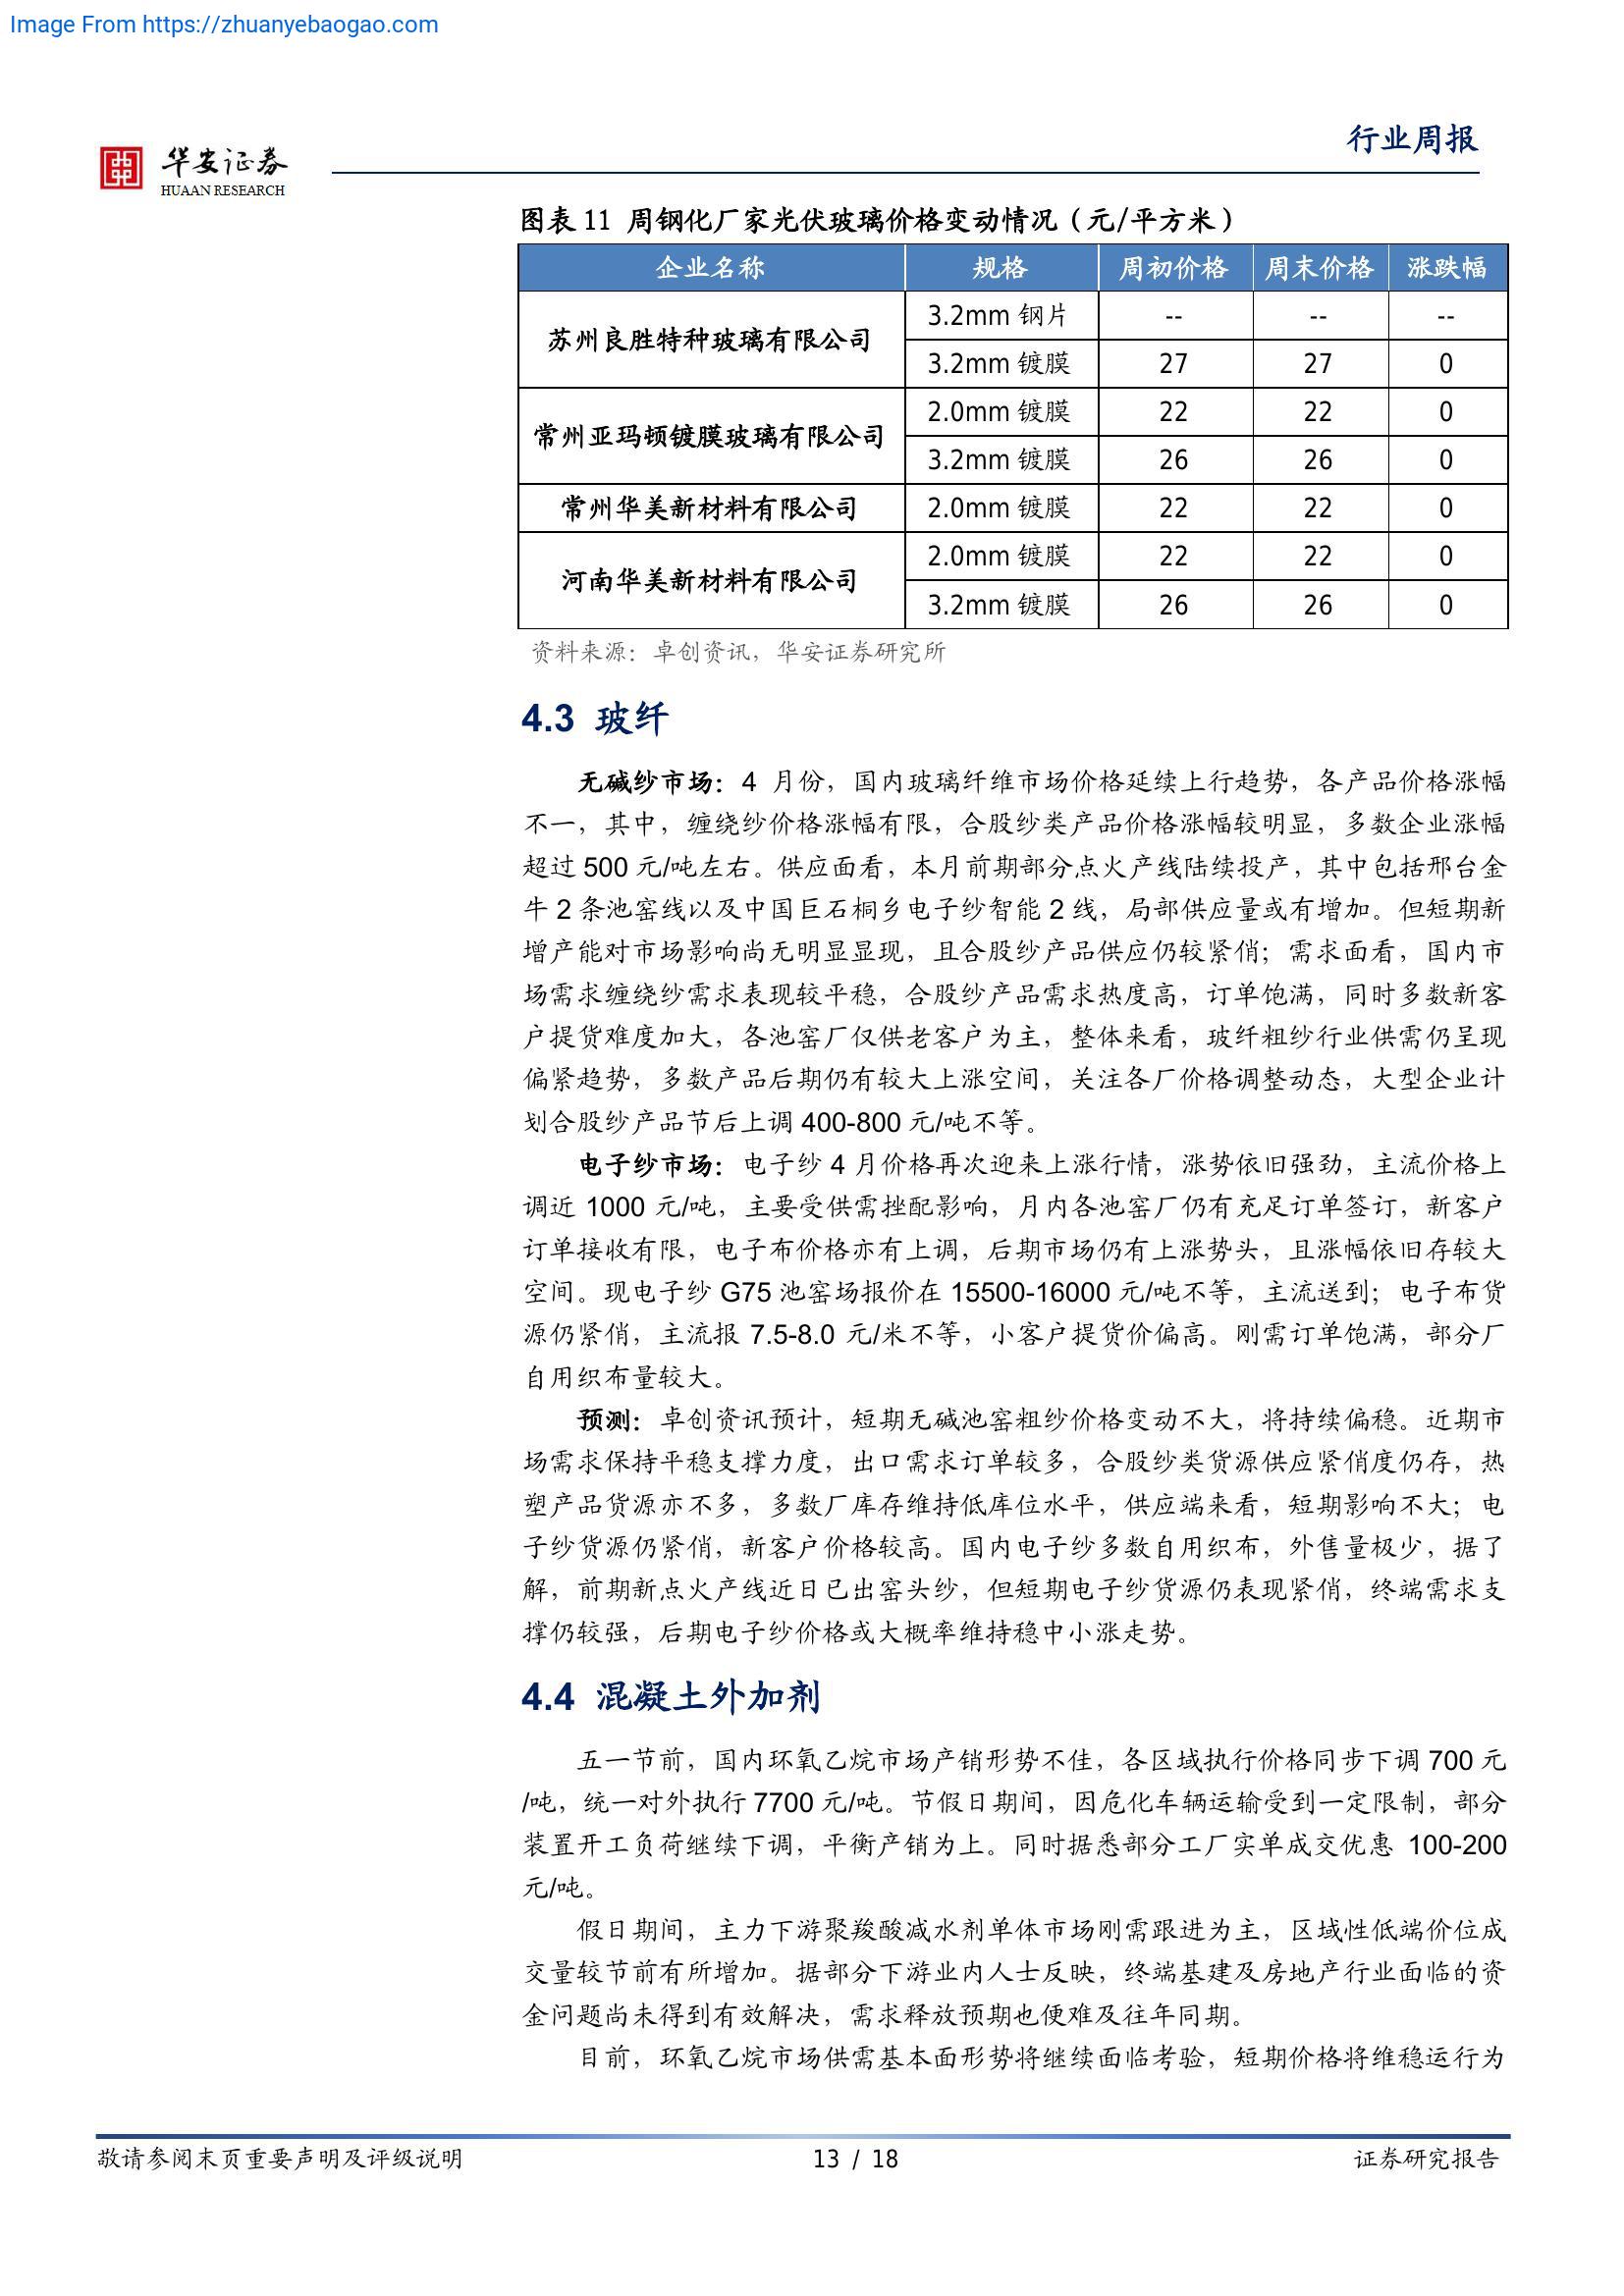 Image From https://zhuanyebaogao.com
行业周报
华安证券
HUAAN RESEARCH
图表 11 周钢化厂家光伏玻璃价格变动情况（元/平方米）
企业名称 规格 周初价格 周末价格 涨跌幅
苏州良胜特种玻璃有限公司 3.2mm 钢片 -- -- --
3.2mm 镀膜 27 27 0
常州亚玛顿镀膜玻璃有限公司 2.0mm 镀膜 22 22 0
3.2mm 镀膜 26 26 0
常州华美新材料有限公司 2.0mm 镀膜 22 22 0
河南华美新材料有限公司 2.0mm 镀膜 22 22 0
3.2mm 镀膜 26 26 0
资料来源：卓创资讯，华安证券研究所
4.3 玻纤
无碱纱市场：4 月份，国内玻璃纤维市场价格延续上行趋势，各产品价格涨幅
不一，其中，缠绕纱价格涨幅有限，合股纱类产品价格涨幅较明显，多数企业涨幅
超过 500 元/吨左右。供应面看，本月前期部分点火产线陆续投产，其中包括邢台金
牛 2 条池窑线以及中国巨石桐乡电子纱智能 2 线，局部供应量或有增加。但短期新
增产能对市场影响尚无明显显现，且合股纱产品供应仍较紧俏；需求面看，国内市
场需求缠绕纱需求表现较平稳，合股纱产品需求热度高，订单饱满，同时多数新客
户提货难度加大，各池窑厂仅供老客户为主，整体来看，玻纤粗纱行业供需仍呈现
偏紧趋势，多数产品后期仍有较大上涨空间，关注各厂价格调整动态，大型企业计
划合股纱产品节后上调 400-800 元/吨不等。
电子纱市场：电子纱 4 月价格再次迎来上涨行情，涨势依旧强劲，主流价格上
调近 1000 元/吨，主要受供需挫配影响，月内各池窑厂仍有充足订单签订，新客户
订单接收有限，电子布价格亦有上调，后期市场仍有上涨势头，且涨幅依旧存较大
空间。现电子纱 G75 池窑场报价在 15500-16000 元/吨不等，主流送到；电子布货
源仍紧俏，主流报 7.5-8.0 元/米不等，小客户提货价偏高。刚需订单饱满，部分厂
自用织布量较大。
预测：卓创资讯预计，短期无碱池窑粗纱价格变动不大，将持续偏稳。近期市
场需求保持平稳支撑力度，出口需求订单较多，合股纱类货源供应紧俏度仍存，热
塑产品货源亦不多，多数厂库存维持低库位水平，供应端来看，短期影响不大；电
子纱货源仍紧俏，新客户价格较高。国内电子纱多数自用织布，外售量极少，据了
解，前期新点火产线近日已出窑头纱，但短期电子纱货源仍表现紧俏，终端需求支
撑仍较强，后期电子纱价格或大概率维持稳中小涨走势。
4.4 混凝土外加剂
五一节前，国内环氧乙烷市场产销形势不佳，各区域执行价格同步下调 700 元
/吨，统一对外执行 7700 元/吨。节假日期间，因危化车辆运输受到一定限制，部分
装置开工负荷继续下调，平衡产销为上。同时据悉部分工厂实单成交优惠 100-200
元/吨。
假日期间，主力下游聚羧酸减水剂单体市场刚需跟进为主，区域性低端价位成
交量较节前有所增加。据部分下游业内人士反映，终端基建及房地产行业面临的资
金问题尚未得到有效解决，需求释放预期也便难及往年同期。
目前，环氧乙烷市场供需基本面形势将继续面临考验，短期价格将维稳运行为
敬请参阅末页重要声明及评级说明 13 / 18 证券研究报告